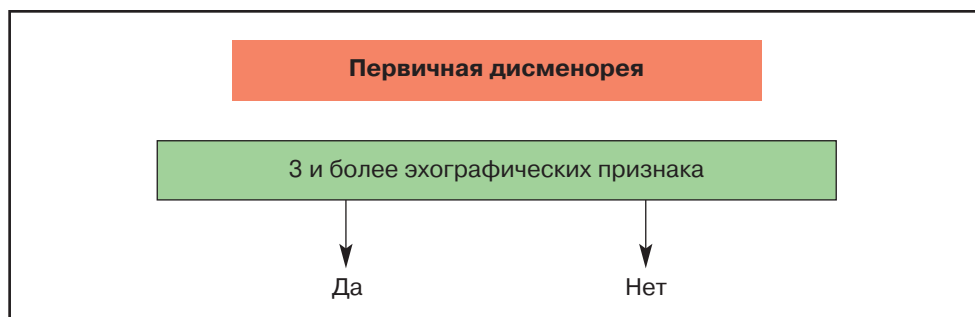 Первичная дисменорея
3 и более эхографических признака
Да
Нет